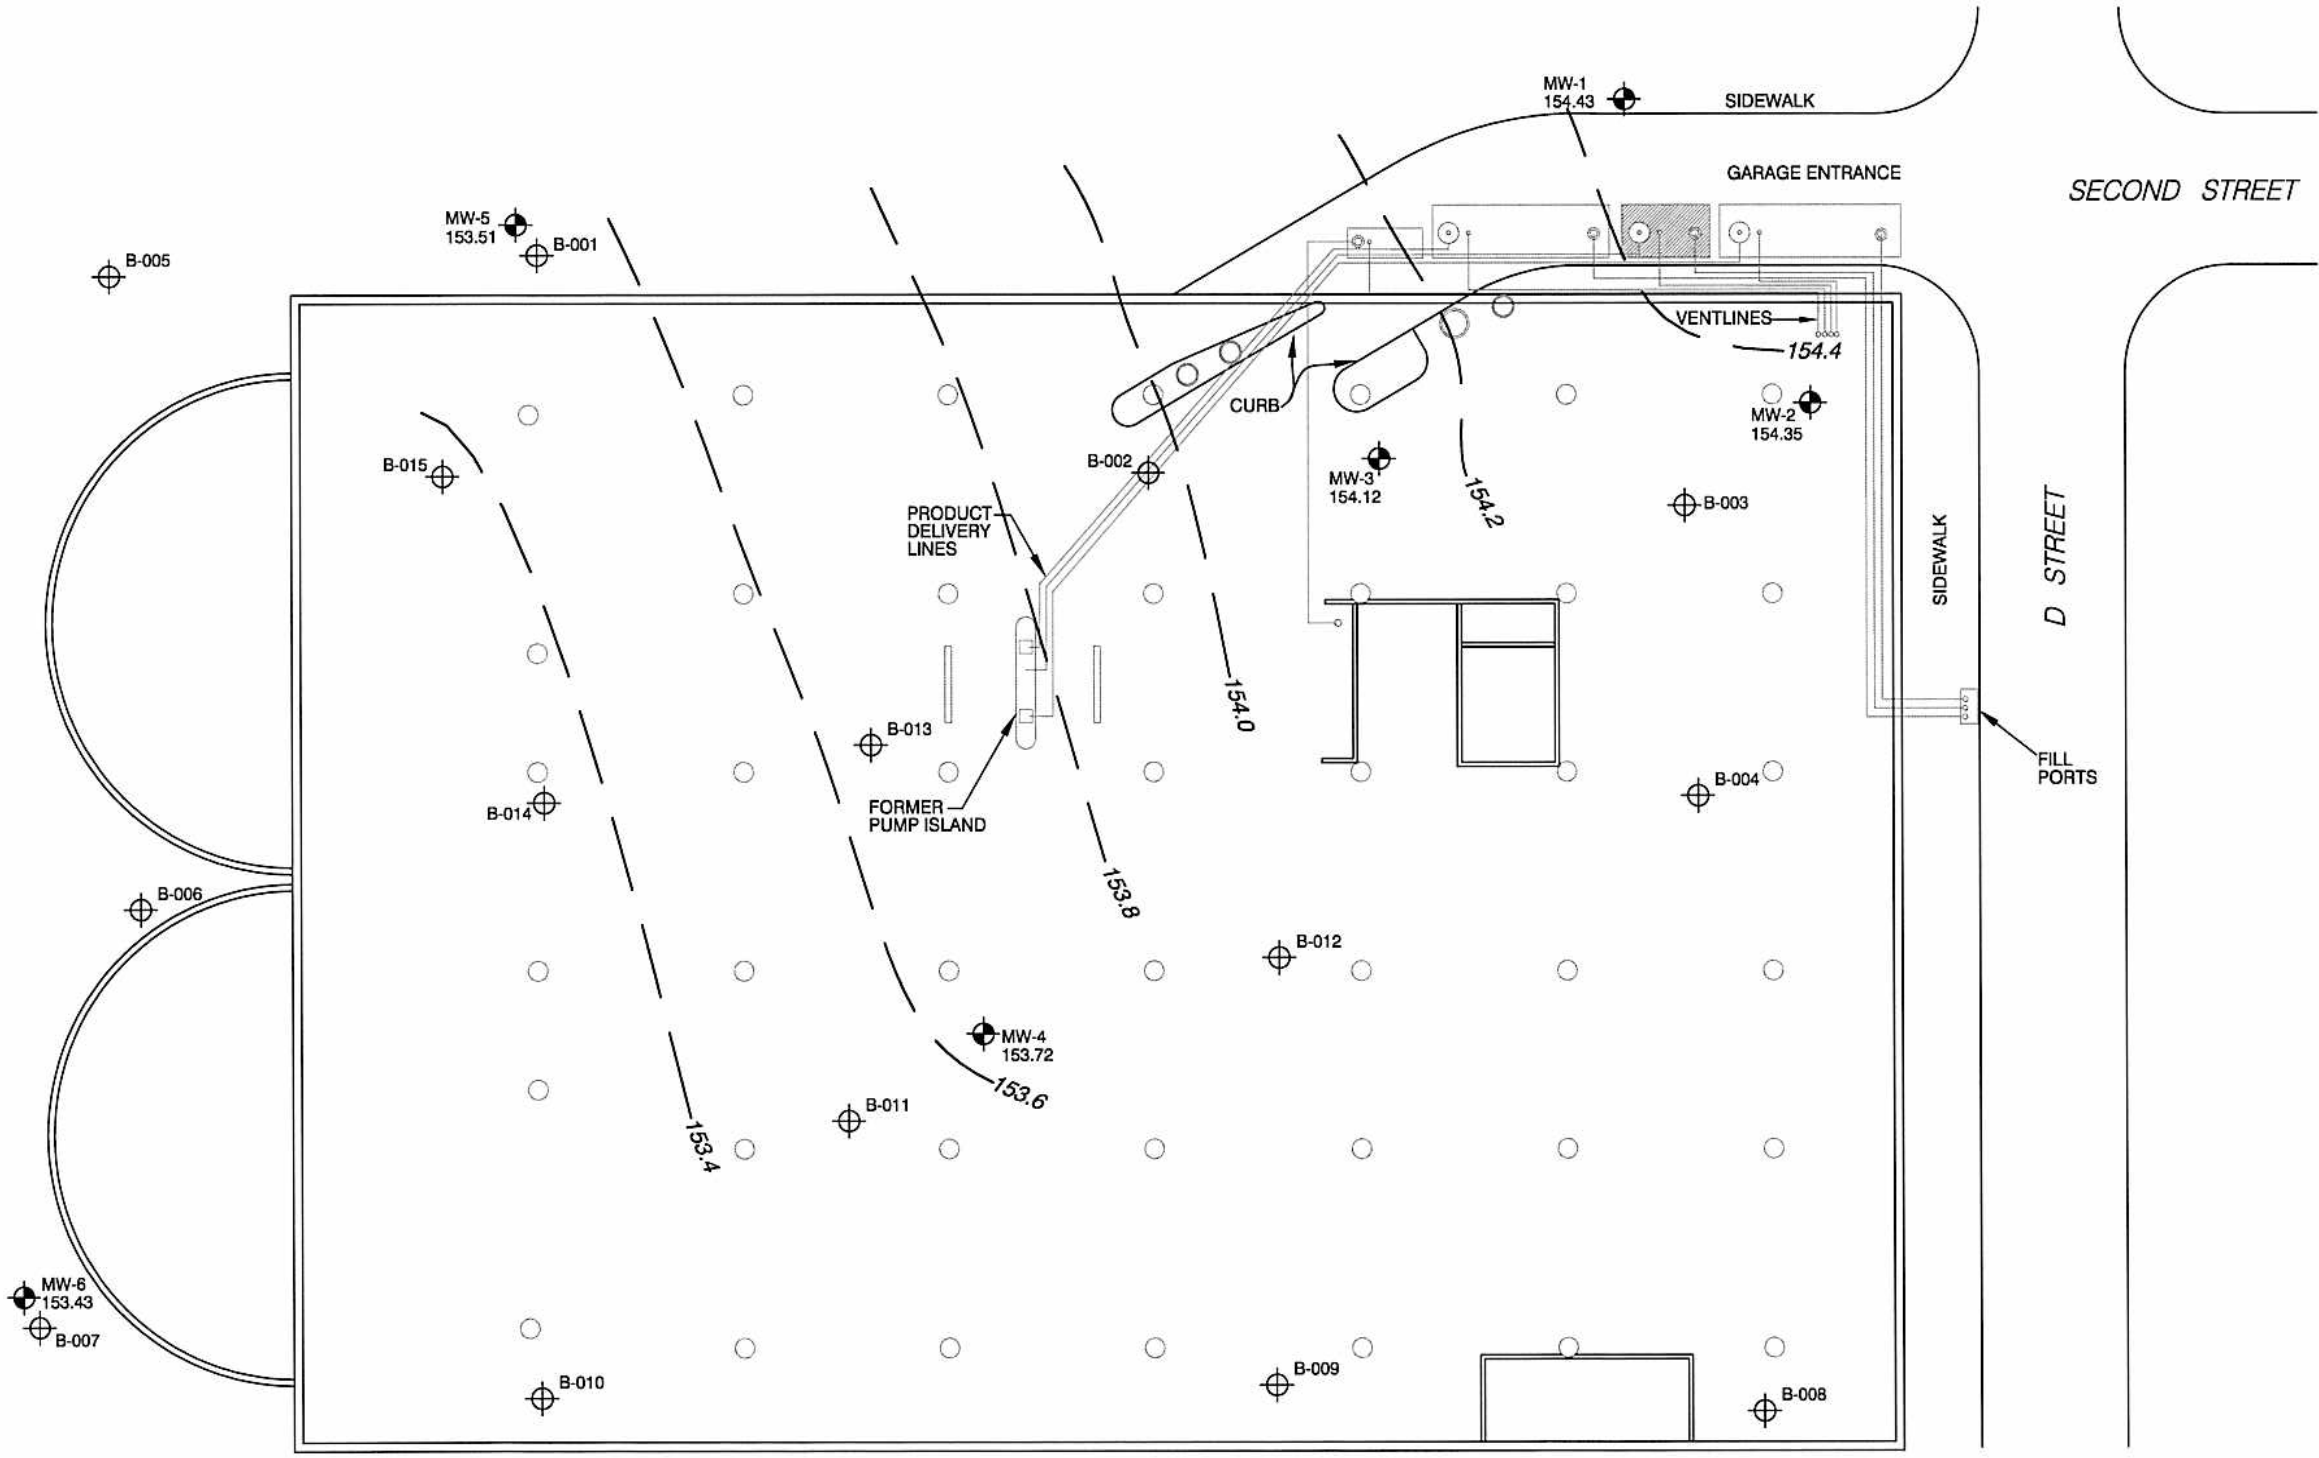 MW-1
154.43
SIDEWALK
GARAGE ENTRANCE
SECOND STREET
MW-5
153.51
B-001
B-005
VENTLINES
154.4
CURB
MW-2
154.35
B-015
B-002
MW-3
154.12
154.2
B-003
PRODUCT
DELIVERY
LINES
SIDEWALK
D STREET
154.0
B-013
FILL
PORTS
B-004
FORMER
PUMP ISLAND
B-014
153.8
B-006
B-012
MW-4
153.72
153.6
B-011
153.4
MW-6
153.43
B-007
B-010
B-009
B-008